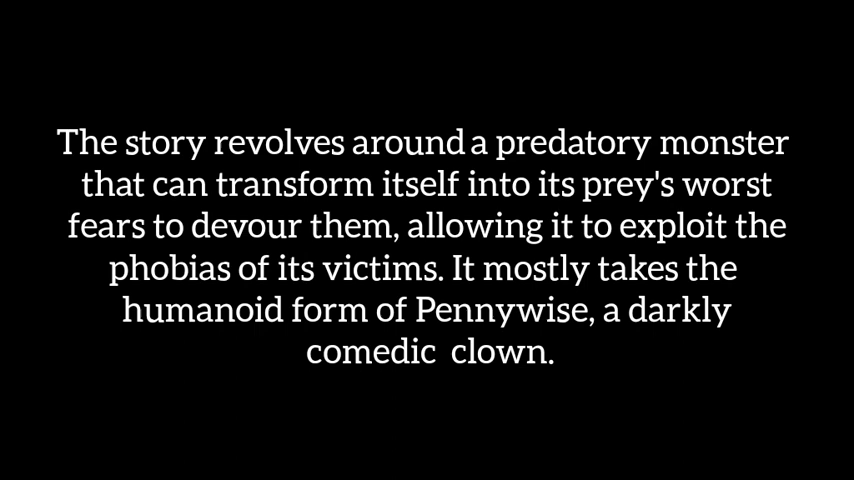 The story revolves around a predatory monster
that can transform itself into its prey's worst
fears to devour them, allowing it to exploit the
phobias of its victims. It mostly takes the
humanoid form of Pennywise, a darkly
comedic clown.